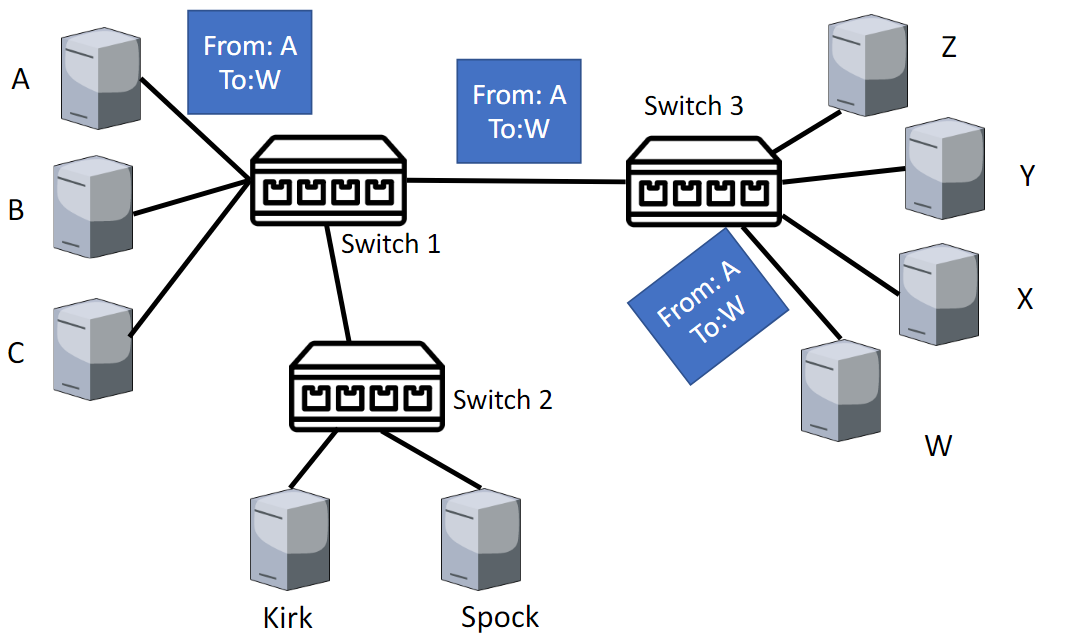 A
From: A
To:W
From: A
To:W
Switch 3
Z
B
Switch 1
Y
From: A
To:W
X
C
Switch 2
W
Kirk
Spock